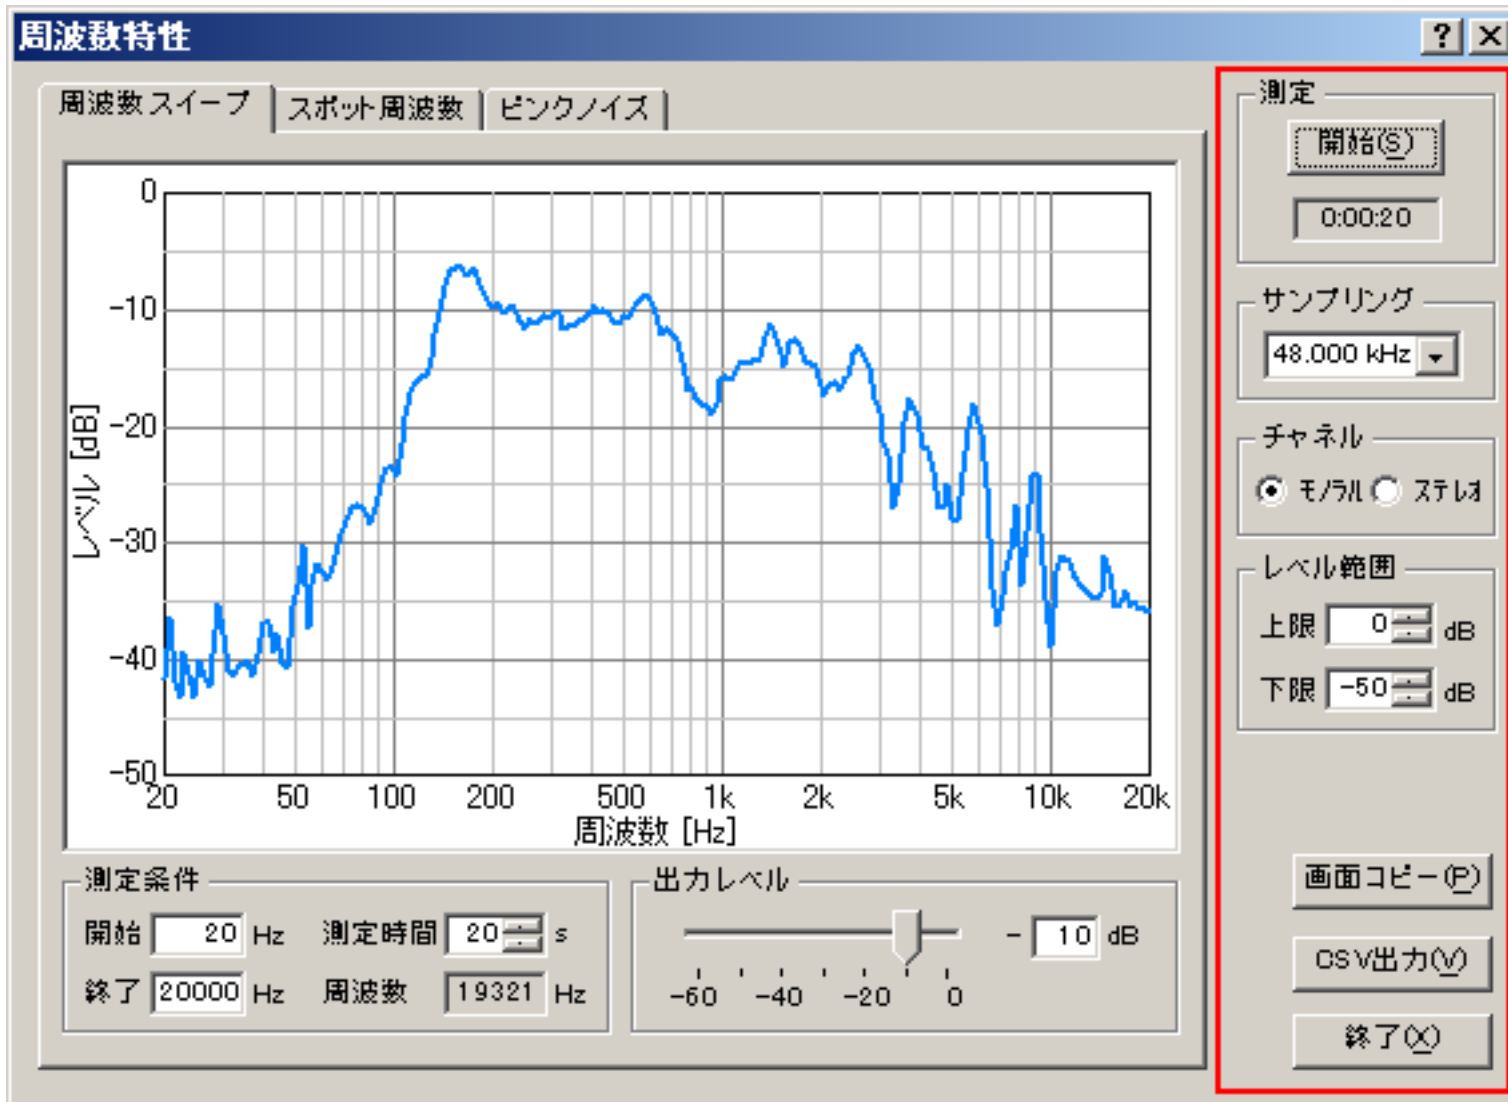 周波数特性
周波数スイープ スポット周波数 ピンクノイズ
レベル [dB]
0
-10
-20
-30
-40
-50
20 50 100 200 500 1k 2k 5k 10k 20k
周波数 [Hz]
測定条件
開始 20 Hz 測定時間 20 s
終了 20000 Hz 周波数 19321 Hz
出力レベル
- 10 dB
-60 -40 -20 0
測定
開始(S)
0:00:20
サンプリング
48.000 kHz
チャネル
モノラル ステレオ
レベル範囲
上限 0 dB
下限 -50 dB
画面コピー(P)
CSV出力(V)
終了(X)